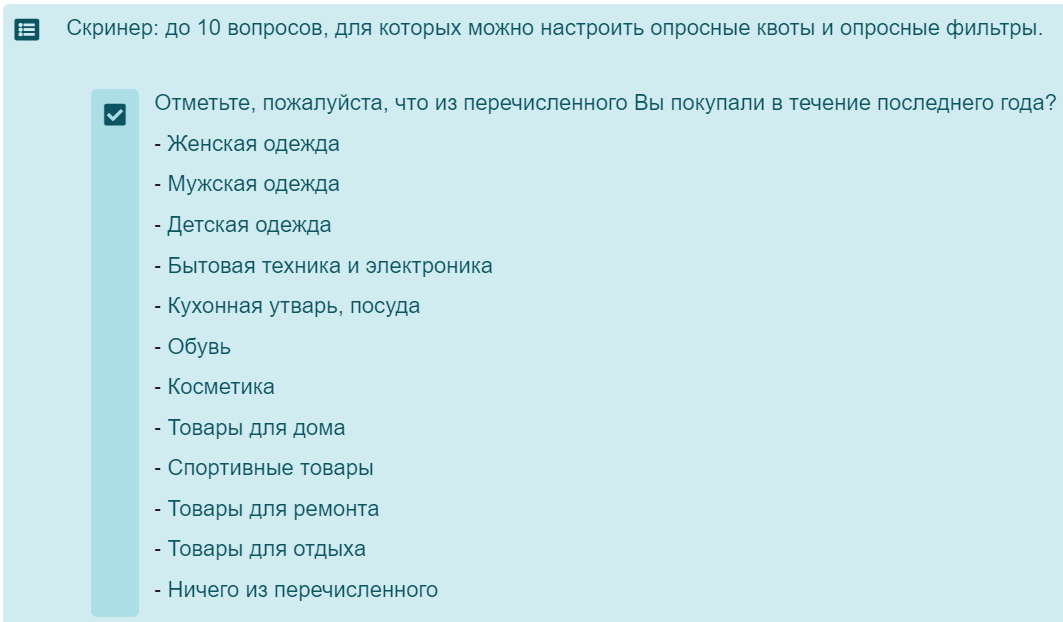 Скринер: до 10 вопросов, для которых можно настроить опросные квоты и опросные фильтры.
Отметьте, пожалуйста, что из перечисленного Вы покупали в течение последнего года?
- Женская одежда
- Мужская одежда
- Детская одежда
- Бытовая техника и электроника
- Кухонная утварь, посуда
- Обувь
- Косметика
- Товары для дома
- Спортивные товары
- Товары для ремонта
- Товары для отдыха
- Ничего из перечисленного